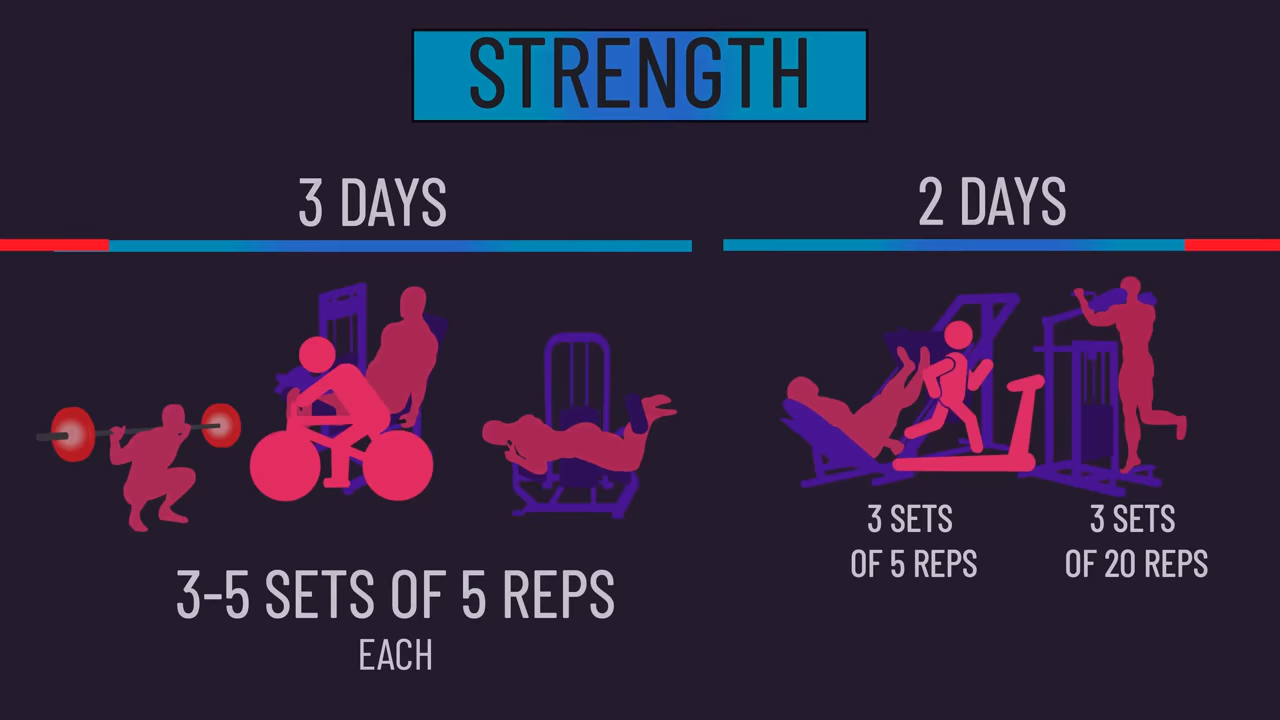 STRENGTH
3 DAYS
3-5 SETS OF 5 REPS
EACH
2 DAYS
3 SETS
OF 5 REPS
3 SETS
OF 20 REPS